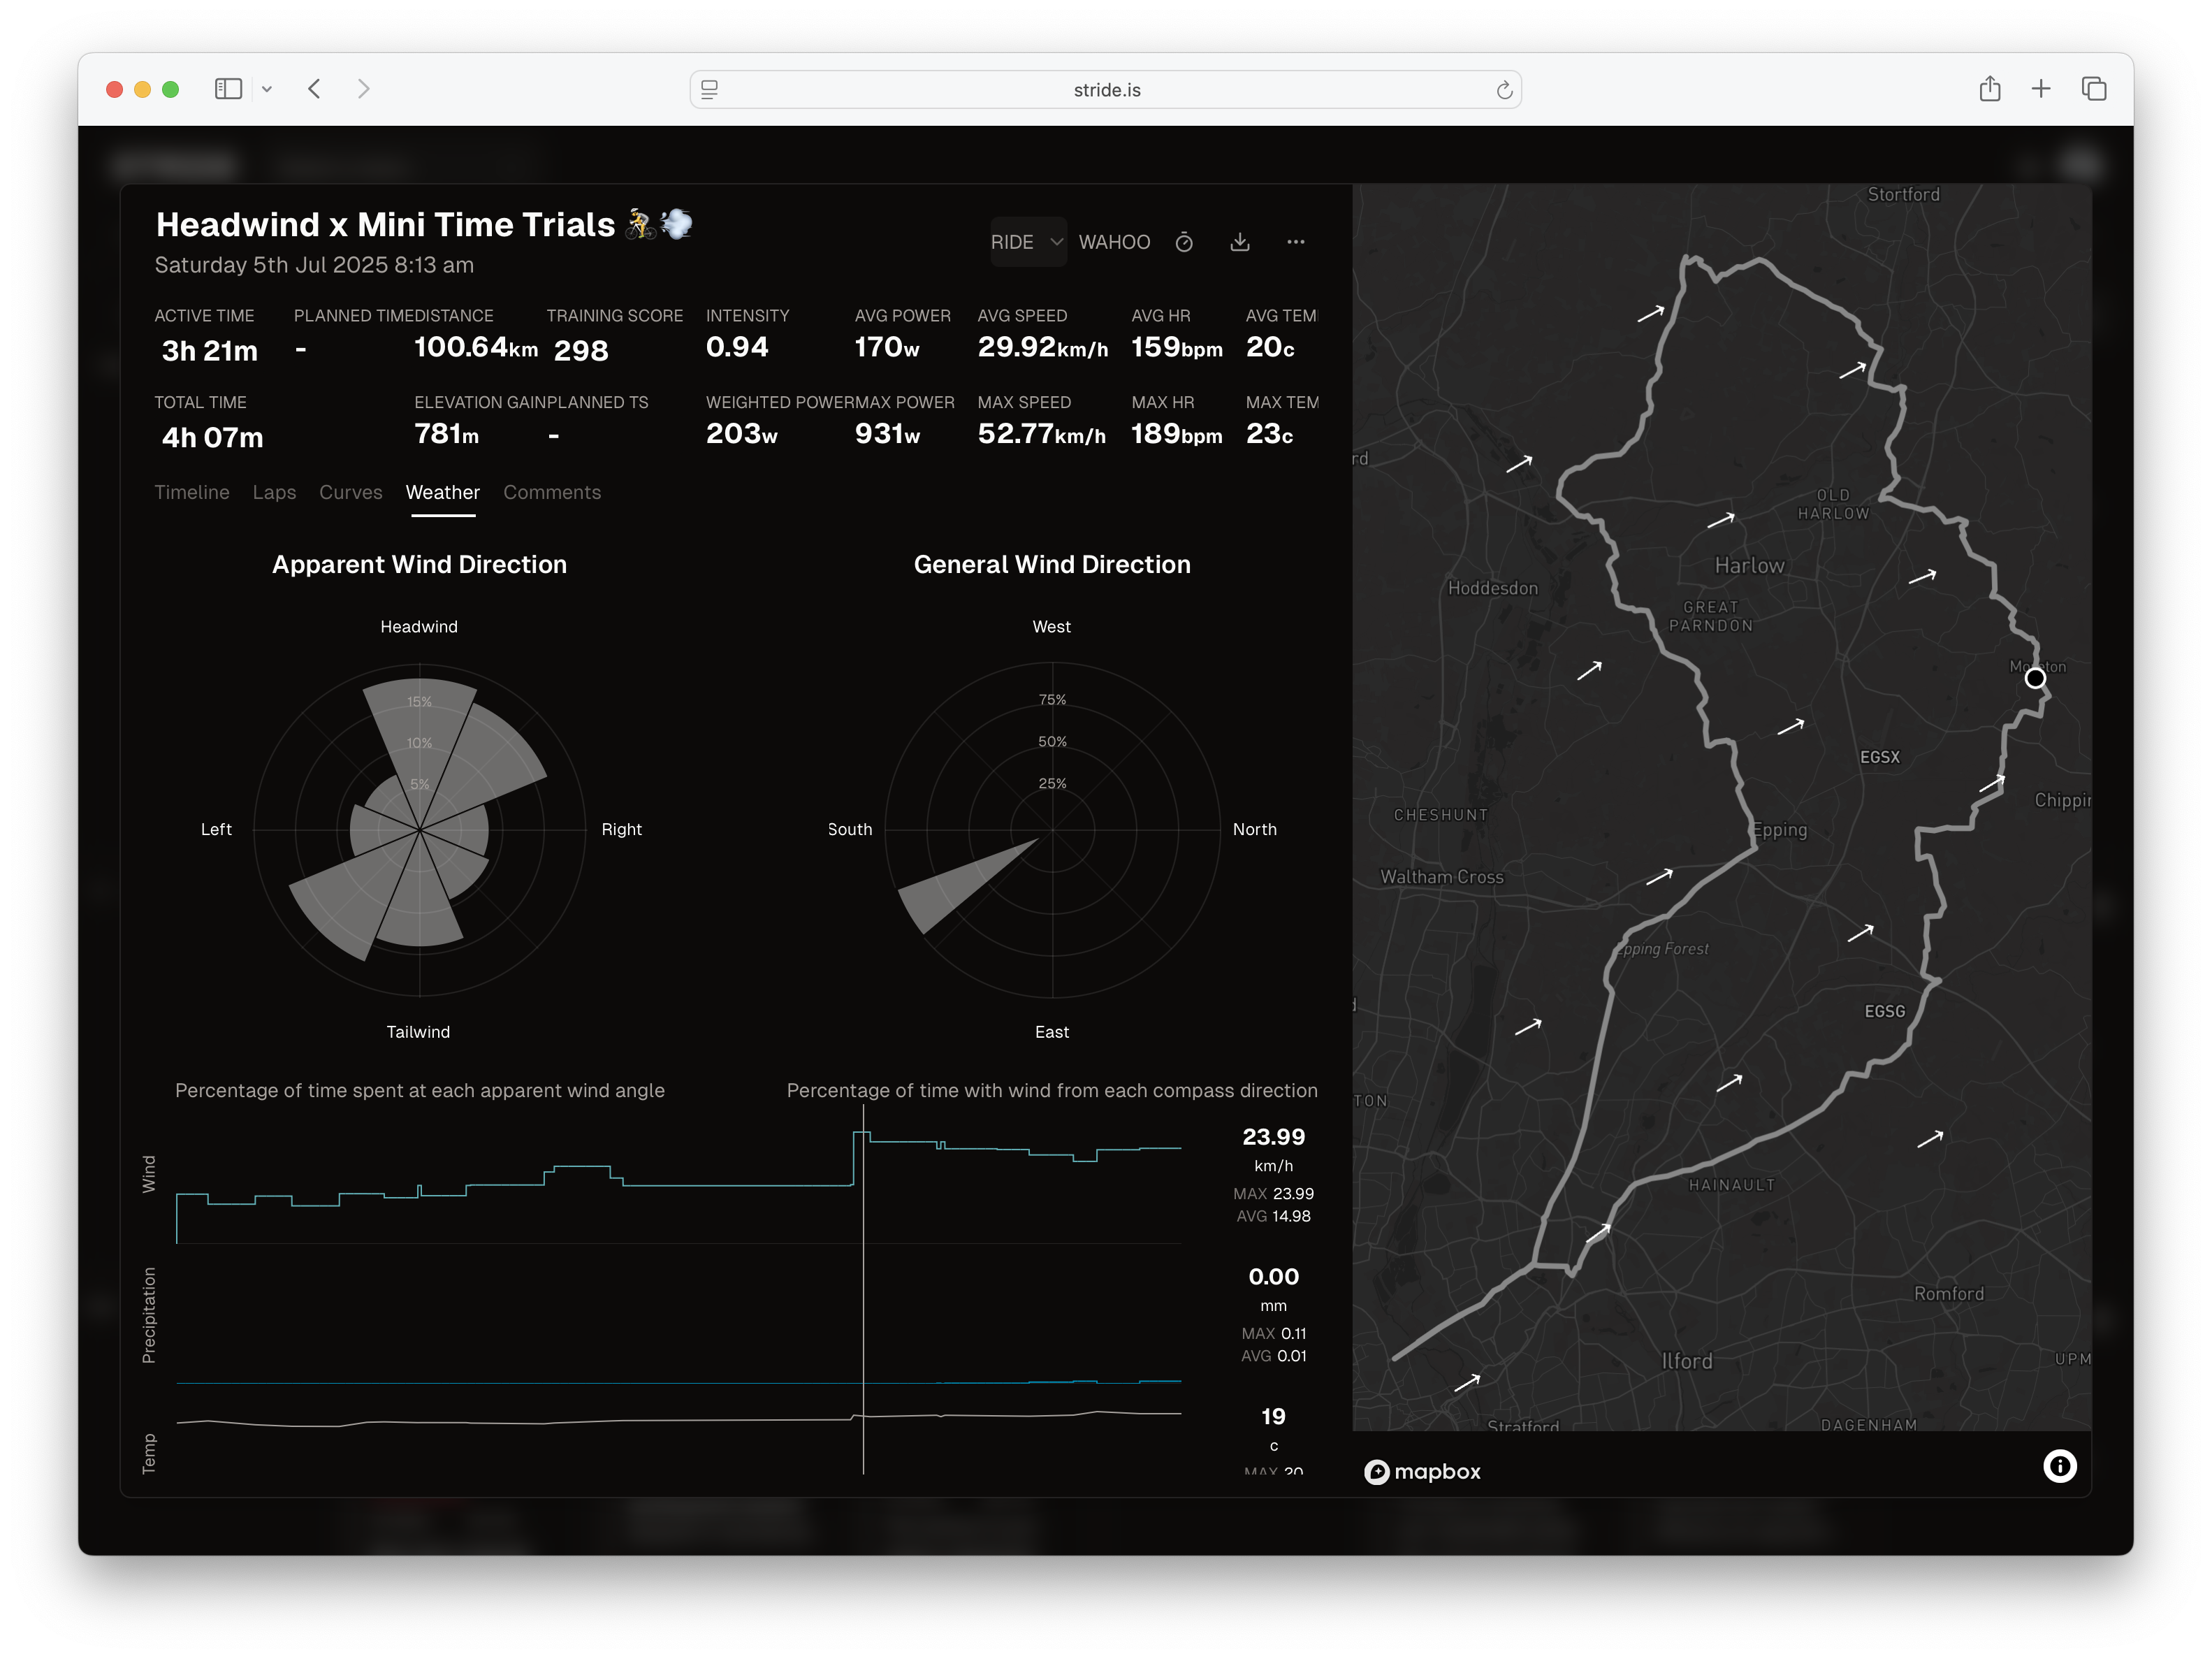 stride.is
Headwind x Mini Time Trials 🚴💨
Saturday 5th Jul 2025 8:13 am
RIDE
WAHOO
ACTIVE TIME
3h 21m
PLANNED TIME
-
DISTANCE
100.64km
TRAINING SCORE
298
INTENSITY
0.94
AVG POWER
170w
AVG SPEED
29.92km/h
AVG HR
159bpm
AVG TEM
20c
TOTAL TIME
4h 07m
ELEVATION GAIN
781m
PLANNED TS
-
WEIGHTED POWER
203w
MAX POWER
931w
MAX SPEED
52.77km/h
MAX HR
189bpm
MAX TEM
23c
Timeline Laps Curves Weather Comments
Apparent Wind Direction
Headwind
15%
10%
5%
Left
Right
Tailwind
Percentage of time spent at each apparent wind angle
General Wind Direction
West
75%
50%
25%
South
North
East
Percentage of time with wind from each compass direction
Wind
23.99
km/h
MAX 23.99
AVG 14.98
Precipitation
0.00
mm
MAX 0.11
AVG 0.01
Temp
19
c
MAX 20
Stortford
rd
OLD
HARLOW
Harlow
Hoddesdon
GREAT
PARNDON
Moreton
EGSX
CHESHUNT
Chippin
Epping
Waltham Cross
Epping Forest
EGSG
TON
HAINAULT
Romford
Ilford
UPM
Stratford
DAGENHAM
mapbox